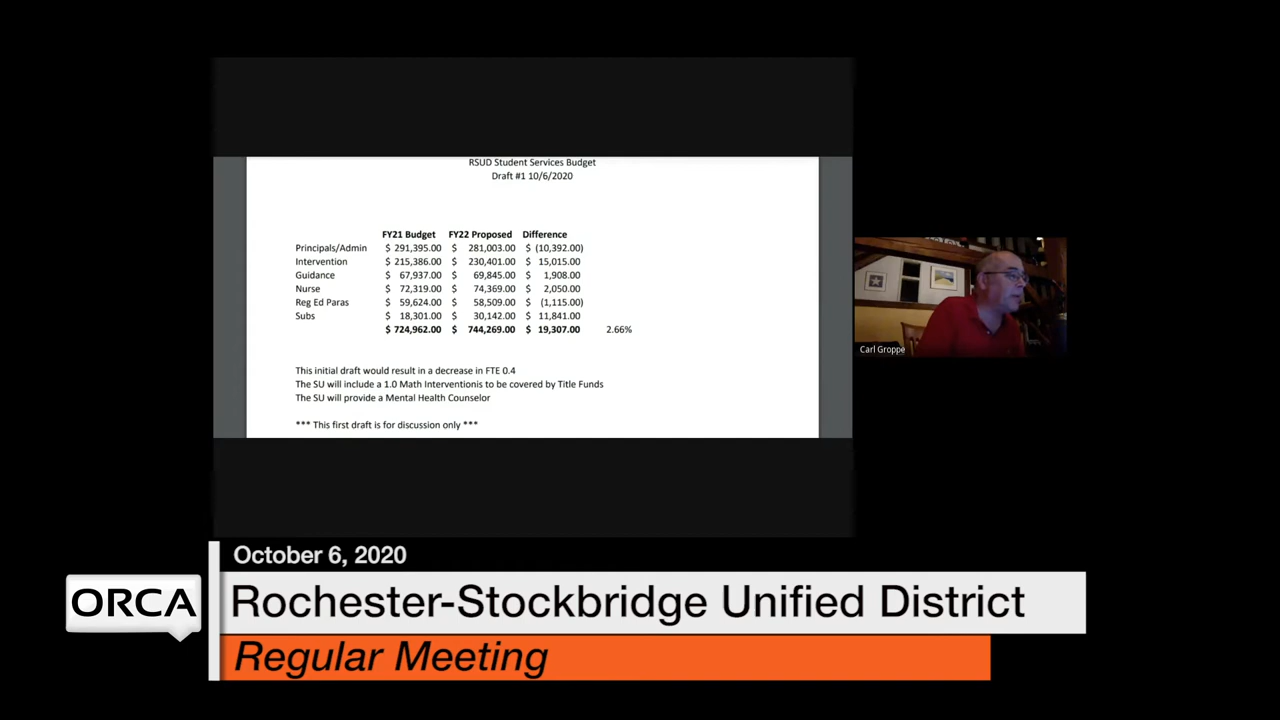 RSUD Student Services Budget
Draft #1 10/6/2020
FY21 Budget FY22 Proposed Difference
Principals/Admin $ 291,395.00 $ 281,003.00 $ (10,392.00)
Intervention $ 215,386.00 $ 230,401.00 $ 15,015.00
Guidance $ 67,937.00 $ 69,845.00 $ 1,908.00
Nurse $ 72,319.00 $ 74,369.00 $ 2,050.00
Reg Ed Paras $ 59,624.00 $ 58,509.00 $ (1,115.00)
Subs $ 18,301.00 $ 30,142.00 $ 11,841.00
$ 724,962.00 $ 744,269.00 $ 19,307.00 2.66%
This initial draft would result in a decrease in FTE 0.4
The SU will include a 1.0 Math Interventionis to be covered by Title Funds
The SU will provide a Mental Health Counselor
*** This first draft is for discussion only ***
Carl Groppe
October 6, 2020
ORCA
Rochester-Stockbridge Unified District
Regular Meeting